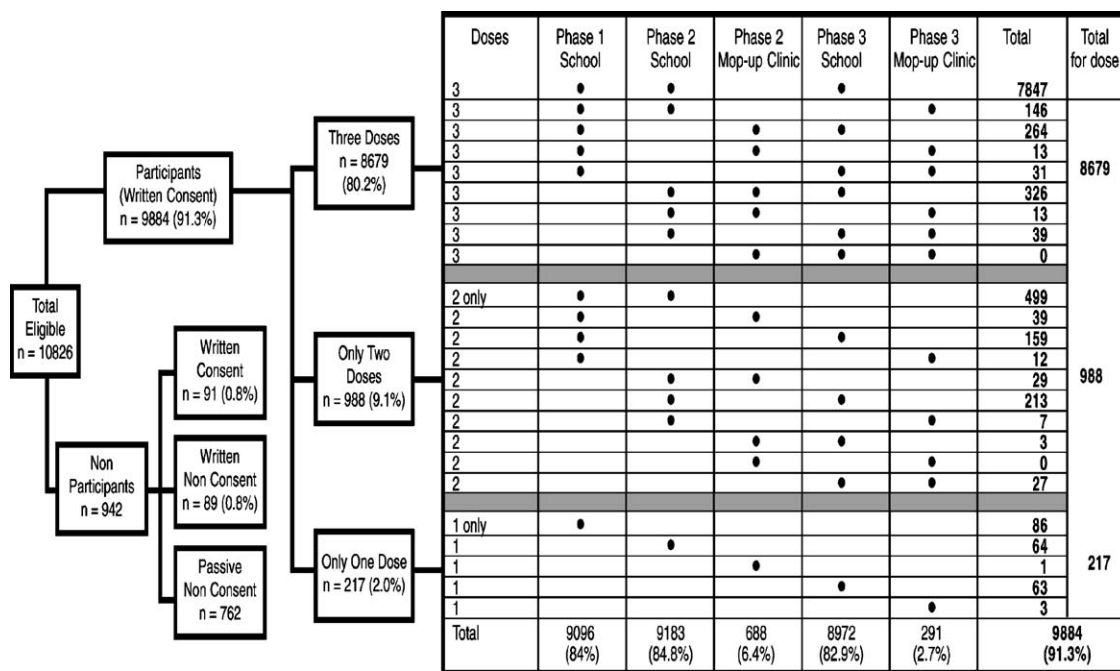 Total
Eligible
n = 10826
Participants
(Written Consent)
n = 9884 (91.3%)
Non
Participants
n = 942
Written
Consent
n = 91 (0.8%)
Written
Non Consent
n = 89 (0.8%)
Passive
Non Consent
n = 762
Three Doses
n = 8679
(80.2%)
Only Two
Doses
n = 988 (9.1%)
Only One Dose
n = 217 (2.0%)
Doses Phase 1 School Phase 2 School Phase 2 Mop-up Clinic Phase 3 School Phase 3 Mop-up Clinic Total Total for dose
3 ● ● ● 7847
3 ● ● ● 146
3 ● ● ● 264
3 ● ● ● 13
3 ● ● ● 31
3 ● ● ● 326
3 ● ● ● 13
3 ● ● ● 39
3 ● ● ● 0
8679
2 only ● ● 499
2 ● ● 39
2 ● ● 159
2 ● ● 12
2 ● ● 29
2 ● ● 213
2 ● ● 7
2 ● ● 3
2 ● ● 0
2 ● ● 27
988
1 only ● 86
1 ● 64
1 ● 1
1 ● 63
1 ● 3
217
Total 9096 9183 688 8972 291 9884
(84%) (84.8%) (6.4%) (82.9%) (2.7%) (91.3%)